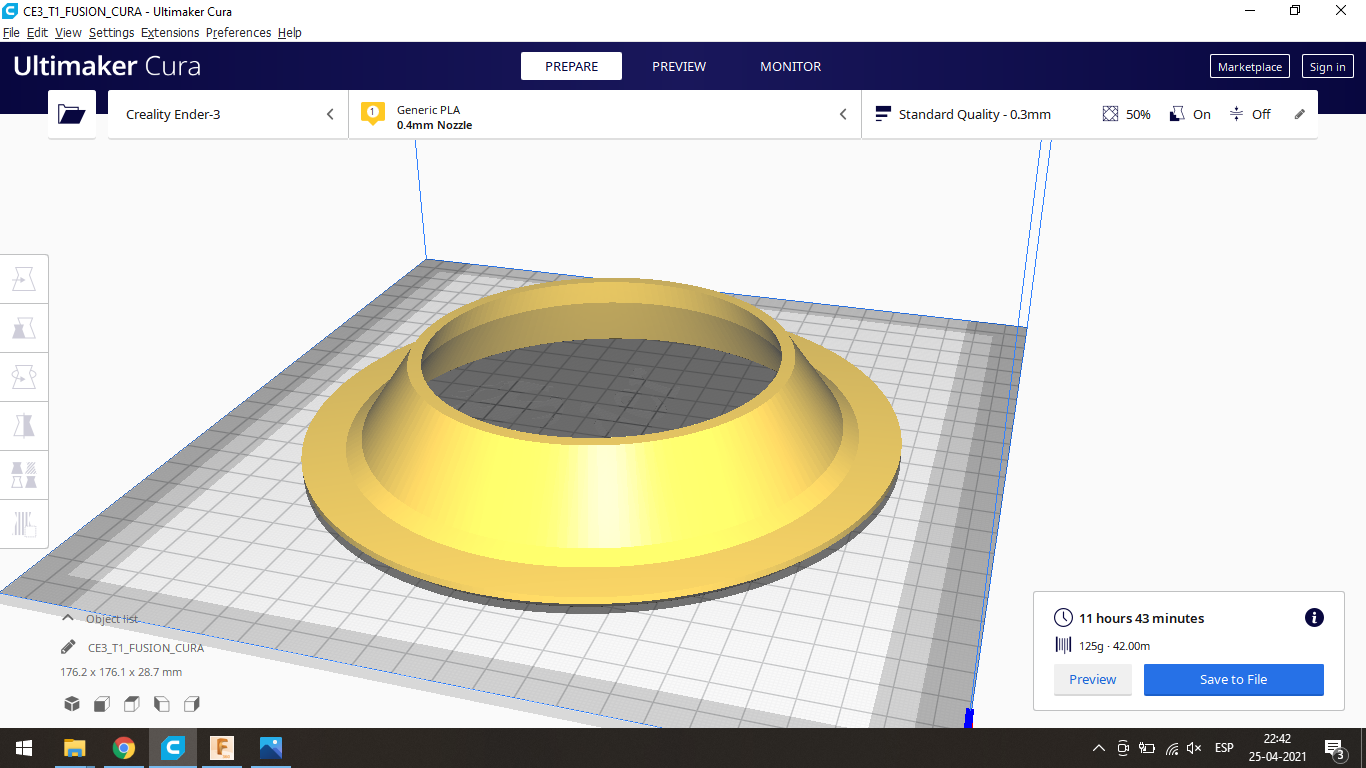 CE3_T1_FUSION_CURA - Ultimaker Cura
File Edit View Settings Extensions Preferences Help
Ultimaker Cura
PREPARE
PREVIEW
MONITOR
Marketplace
Sign in
Creality Ender-3
1
Generic PLA
0.4mm Nozzle
Standard Quality - 0.3mm
50%
On
Off
Object list
CE3_T1_FUSION_CURA
176.2 x 176.1 x 28.7 mm
11 hours 43 minutes
125g · 42.00m
Preview
Save to File
ESP
22:42
25-04-2021
3